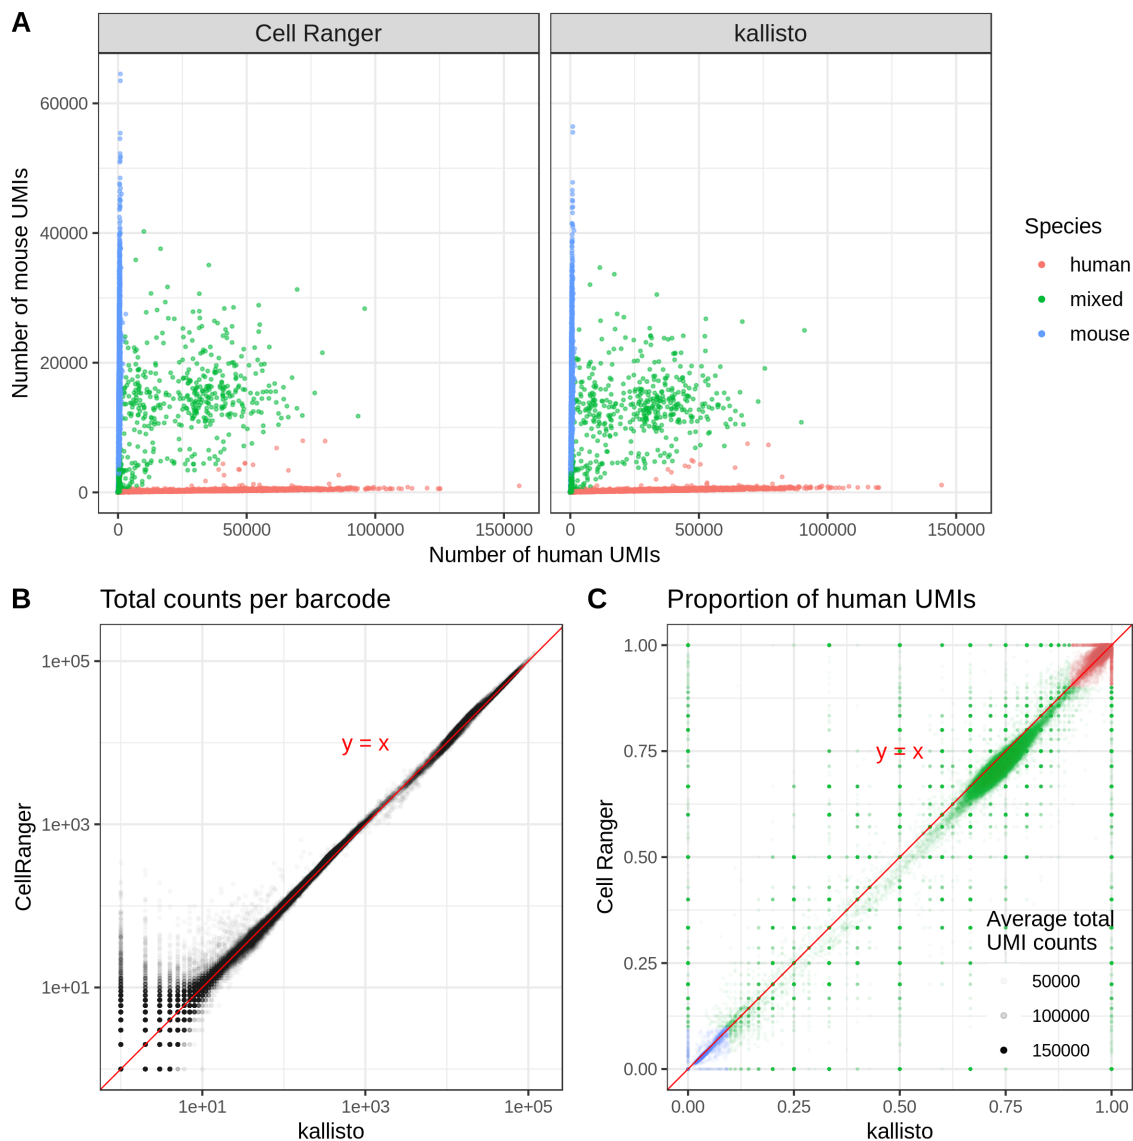 A
Cell Ranger
kallisto
60000
40000
20000
0
Number of mouse UMIs
0
50000
100000
150000
0
50000
100000
150000
Number of human UMIs
Species
human
mixed
mouse
B
Total counts per barcode
1e+05
1e+03
1e+01
CellRanger
y = x
1e+01
1e+03
1e+05
kallisto
C
Proportion of human UMIs
1.00
0.75
0.50
0.25
0.00
Cell Ranger
y = x
Average total
UMI counts
50000
100000
150000
0.00
0.25
0.50
0.75
1.00
kallisto